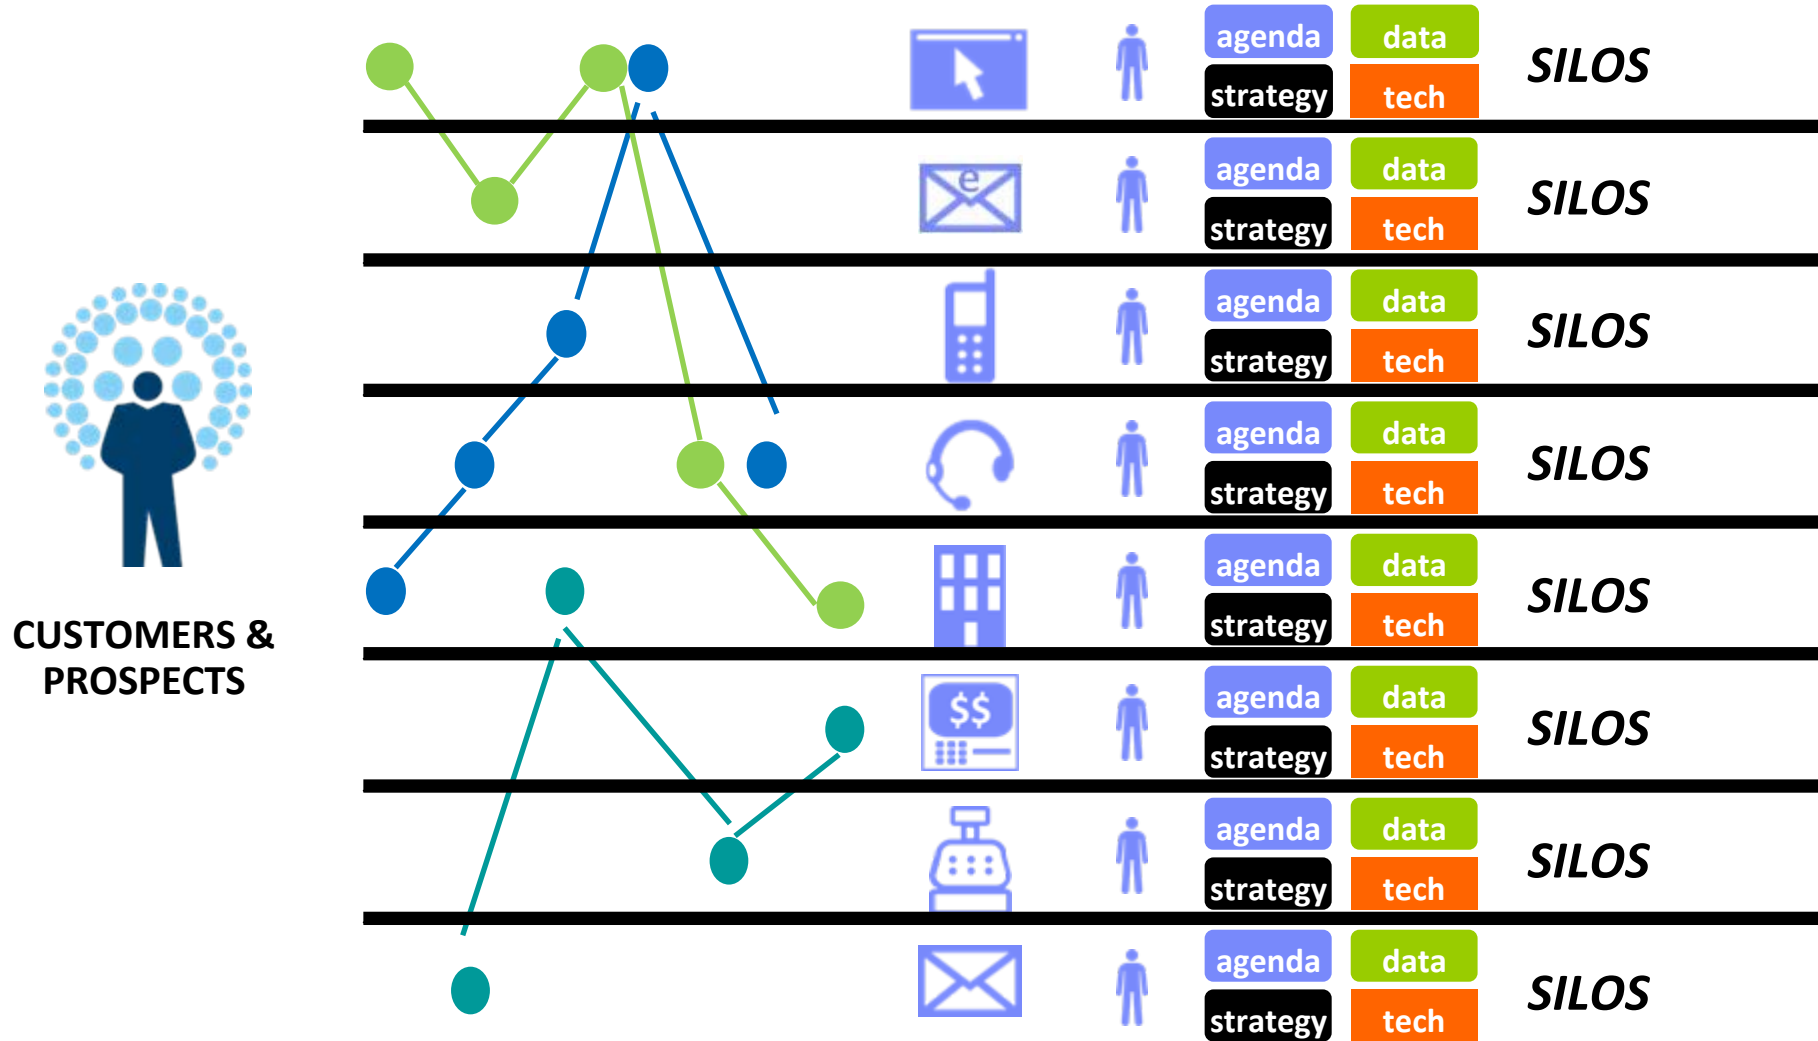 agenda data
strategy tech
SILOS
e
agenda data
strategy tech
SILOS
agenda data
strategy tech
SILOS
agenda data
strategy tech
SILOS
agenda data
strategy tech
SILOS
CUSTOMERS &
PROSPECTS
$$
agenda data
strategy tech
SILOS
agenda data
strategy tech
SILOS
agenda data
strategy tech
SILOS